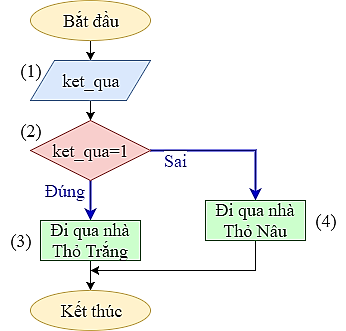 Bắt đầu
(1)
ket_qua
(2)
ket_qua=1
Sai
Đúng
(3)
Đi qua nhà
Thỏ Trắng
Đi qua nhà
Thỏ Nâu
(4)
Kết thúc